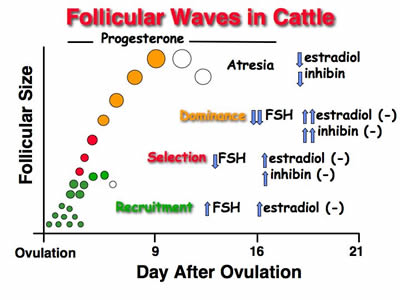 Follicular Waves in Cattle
Progesterone
Atresia
⇓estradiol
⇓inhibin
Dominance ⇓⇓ FSH ⇑⇑ estradiol (-)
⇑⇑ inhibin (-)
Selection ⇓FSH ⇑estradiol (-)
⇑inhibin (-)
Recruitment ⇑FSH ⇑estradiol (-)
Follicular Size
Ovulation 9 16 21
Day After Ovulation